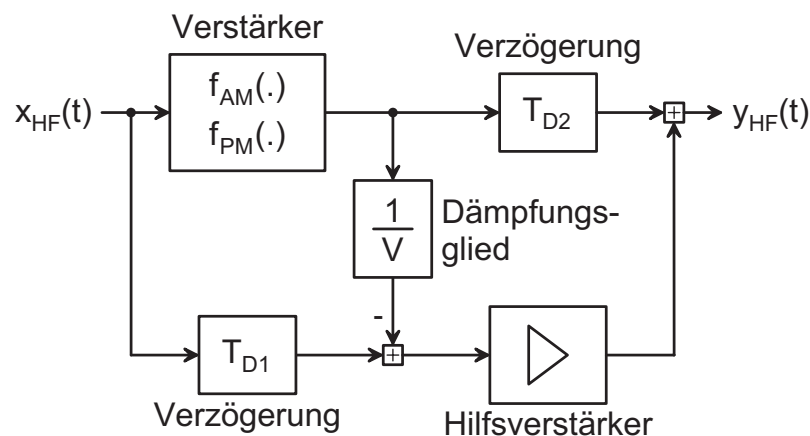 Verstärker
Verzögerung
x_HF(t)
f_AM(.)
f_PM(.)
T_D2
+
y_HF(t)
1
V
Dämpfungs-
glied
-
T_D1
+
Verzögerung
Hilfsverstärker